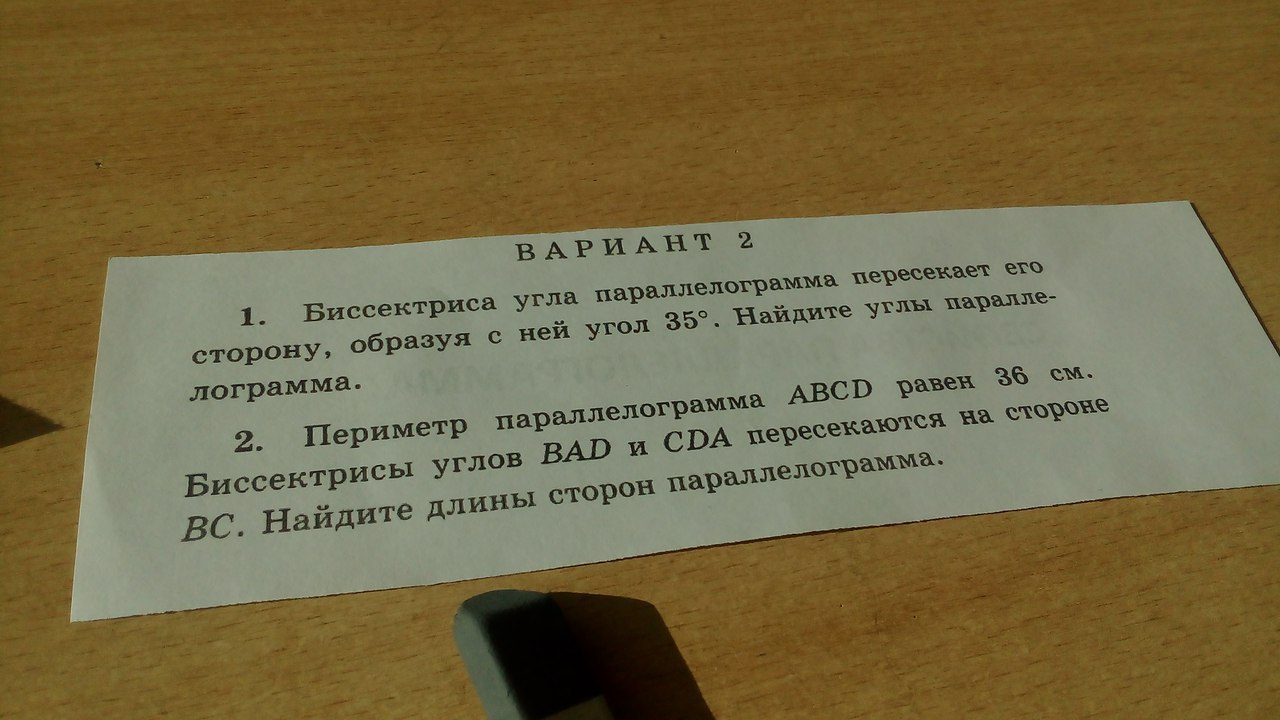 ВАРИАНТ 2
1. Биссектриса угла параллелограмма пересекает его
сторону, образуя с ней угол 35°. Найдите углы паралле-
лограмма.
2. Периметр параллелограмма ABCD равен 36 см.
Биссектрисы углов BAD и CDA пересекаются на стороне
BC. Найдите длины сторон параллелограмма.